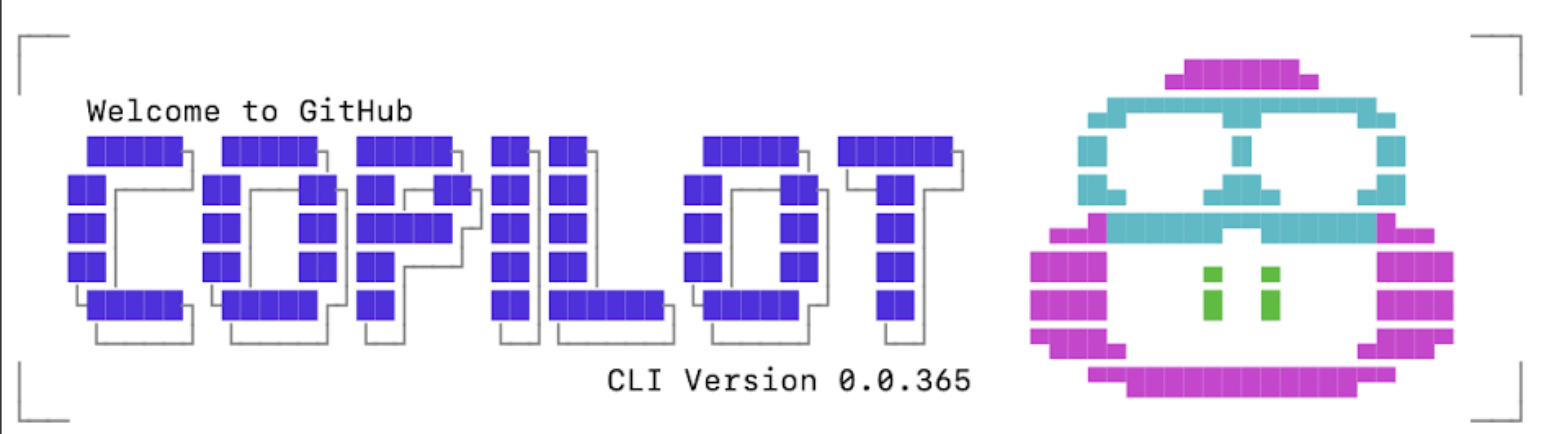 Welcome to GitHub
COPILOT
CLI Version 0.0.365